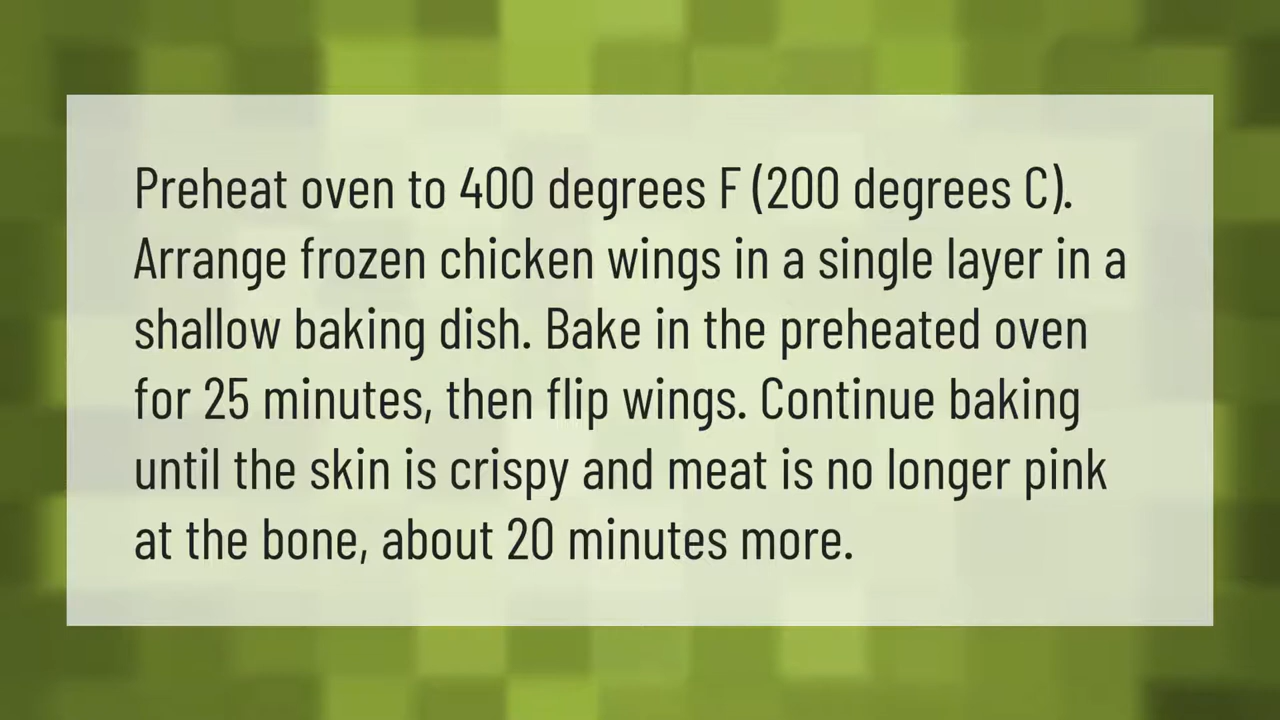 Preheat oven to 400 degrees F (200 degrees C).
Arrange frozen chicken wings in a single layer in a
shallow baking dish. Bake in the preheated oven
for 25 minutes, then flip wings. Continue baking
until the skin is crispy and meat is no longer pink
at the bone, about 20 minutes more.